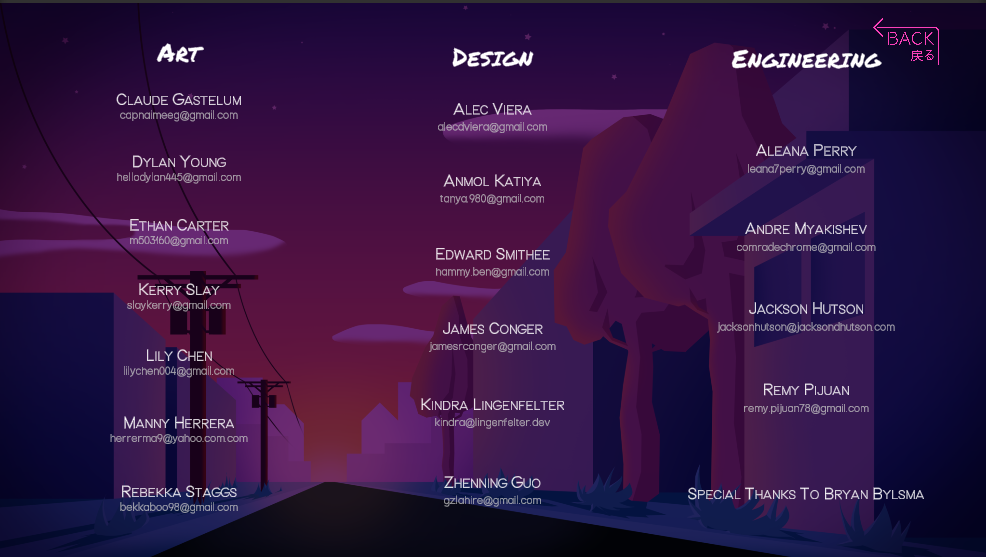 BACK
戻る
ART
CLAUDE GASTELUM
capnaimeeg@gmail.com
DYLAN YOUNG
hellodylan445@gmail.com
ETHAN CARTER
m503f60@gmail.com
KERRY SLAY
slaykerry@gmail.com
LILY CHEN
lilychen004@gmail.com
MANNY HERRERA
herrerma9@yahoo.com.com
REBEKKA STAGGS
bekkaboo98@gmail.com
DESIGN
ALEC VIERA
alecdviera@gmail.com
ANMOL KATIYA
tanya.980@gmail.com
EDWARD SMITHEE
hammy.ben@gmail.com
JAMES CONGER
jamesrconger@gmail.com
KINDRA LINGENFELTER
kindra@lingenfelter.dev
ZHENNING GUO
gzlahire@gmail.com
ENGINEERING
ALEANA PERRY
leana7perry@gmail.com
ANDRE MYAKISHEV
comradechrome@gmail.com
JACKSON HUTSON
jacksonhutson@jacksondhutson.com
REMY PIJUAN
remy.pijuan78@gmail.com
SPECIAL THANKS TO BRYAN BYLSMA